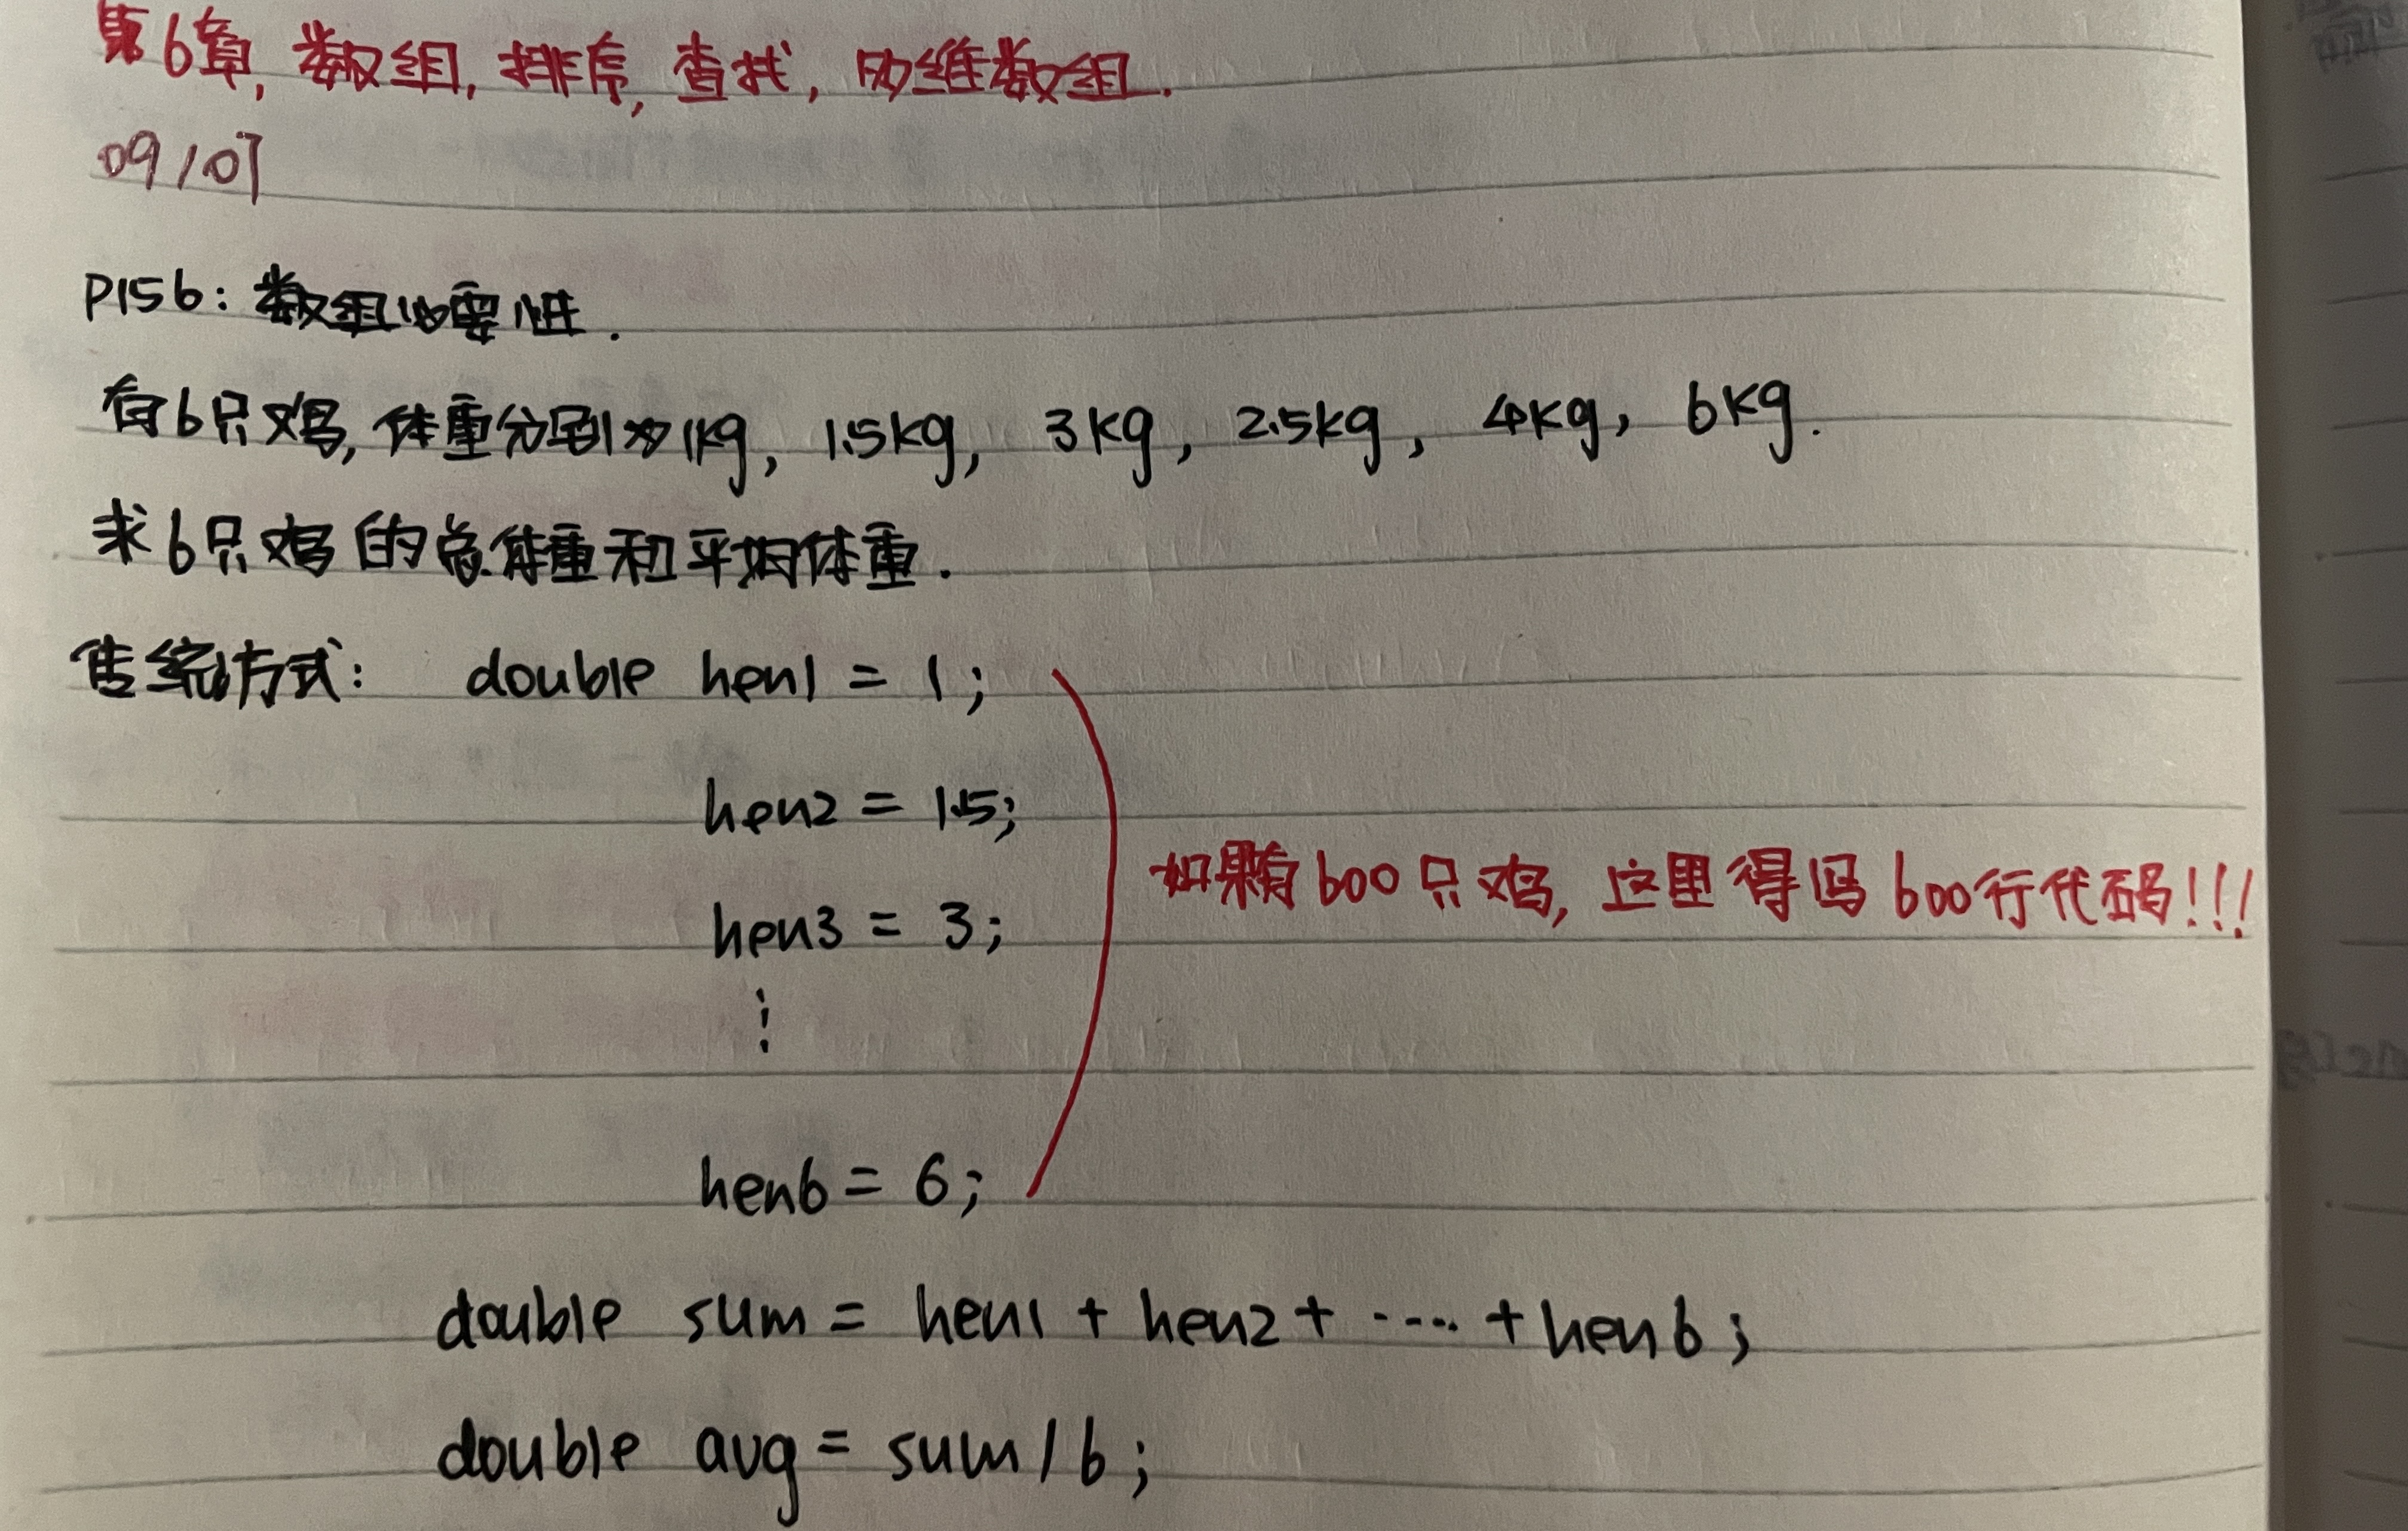 第6章, 数组, 排序, 查找, 多维数组.
09/07
P156: 数组必要性.
有6只鸡, 体重分别为1kg, 1.5kg, 3kg, 2.5kg, 4kg, 6kg.
求6只鸡的总体重和平均体重.
传统方式: double hen1 = 1;
hen2 = 1.5;
hen3 = 3;
⋮
如果有600只鸡, 这里得写600行代码!!!
hen6 = 6;
double sum = hen1 + hen2 + ···· + hen6;
double avg = sum/6;